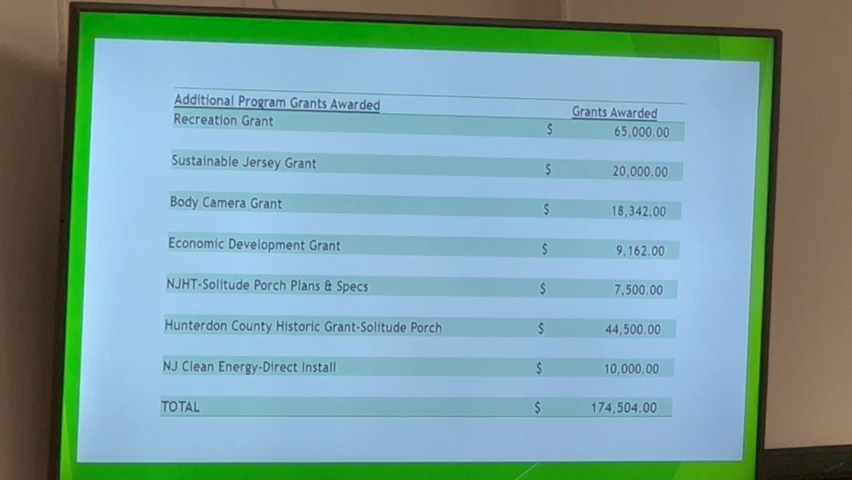 Additional Program Grants Awarded Grants Awarded
Recreation Grant $ 65,000.00
Sustainable Jersey Grant $ 20,000.00
Body Camera Grant $ 18,342.00
Economic Development Grant $ 9,162.00
NJHT-Solitude Porch Plans & Specs $ 7,500.00
Hunterdon County Historic Grant-Solitude Porch $ 44,500.00
NJ Clean Energy-Direct Install $ 10,000.00
TOTAL $ 174,504.00